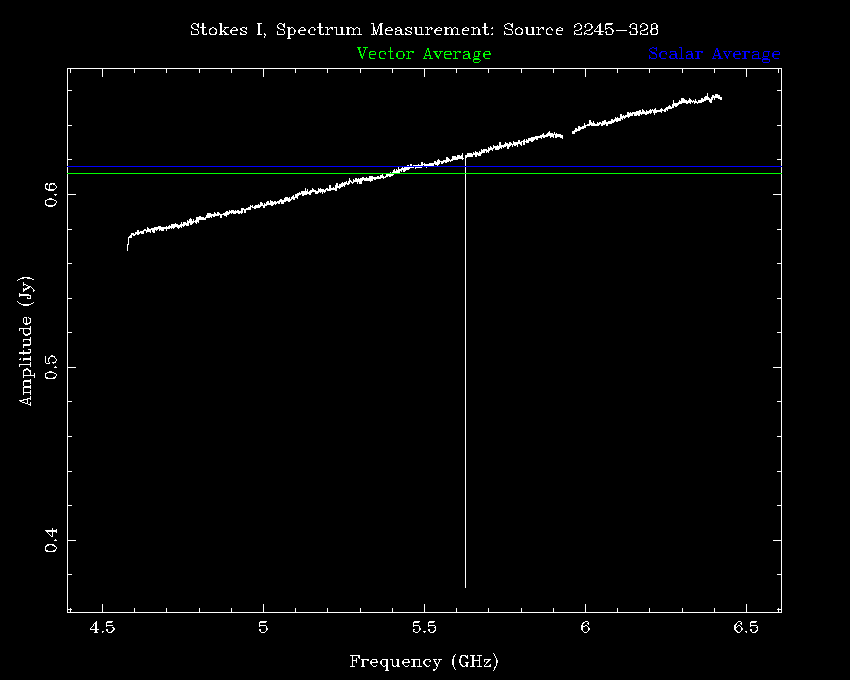 Stokes I, Spectrum Measurement: Source 2245−328
Vector Average
Scalar Average
0.6
0.5
0.4
Amplitude (Jy)
4.5 5 5.5 6 6.5
Frequency (GHz)